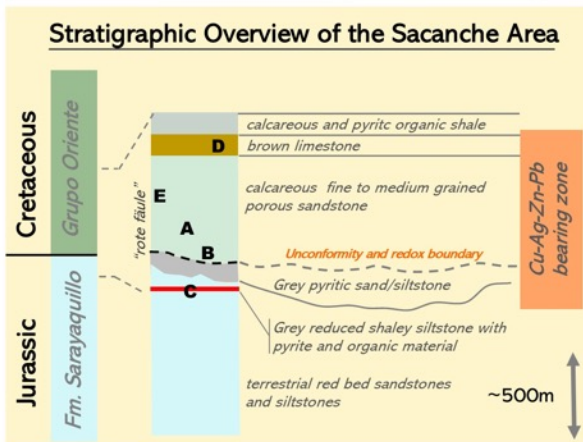 Stratigraphic Overview of the Sacanche Area
Cretaceous
Grupo Oriente
Jurassic
Fm. Sarayaquillo
"rote fäule"
D
E
A
B
C
calcareous and pyritc organic shale
brown limestone
calcareous fine to medium grained
porous sandstone
Unconformity and redox boundary
Grey pyritic sand/siltstone
Grey reduced shaley siltstone with
pyrite and organic material
terrestrial red bed sandstones
and siltstones
Cu-Ag-Zn-Pb
bearing zone
~500m